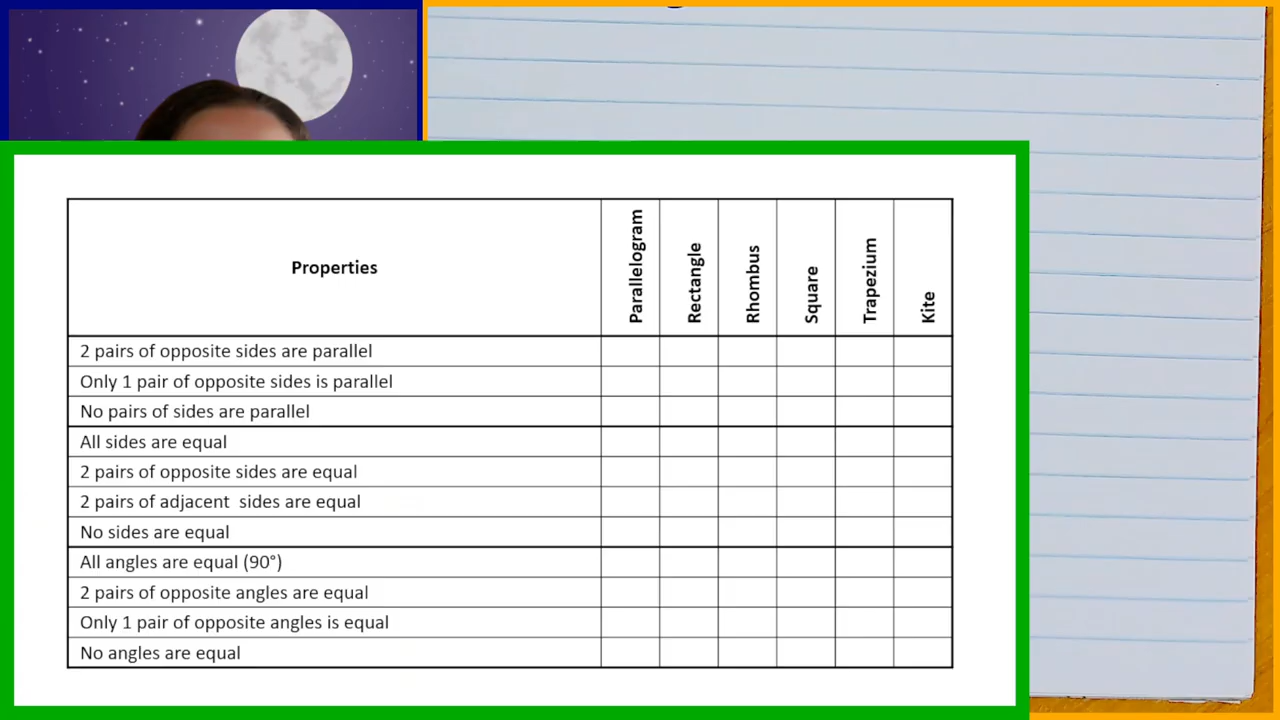 Properties
Parallelogram
Rectangle
Rhombus
Square
Trapezium
Kite
2 pairs of opposite sides are parallel
Only 1 pair of opposite sides is parallel
No pairs of sides are parallel
All sides are equal
2 pairs of opposite sides are equal
2 pairs of adjacent  sides are equal
No sides are equal
All angles are equal (90°)
2 pairs of opposite angles are equal
Only 1 pair of opposite angles is equal
No angles are equal